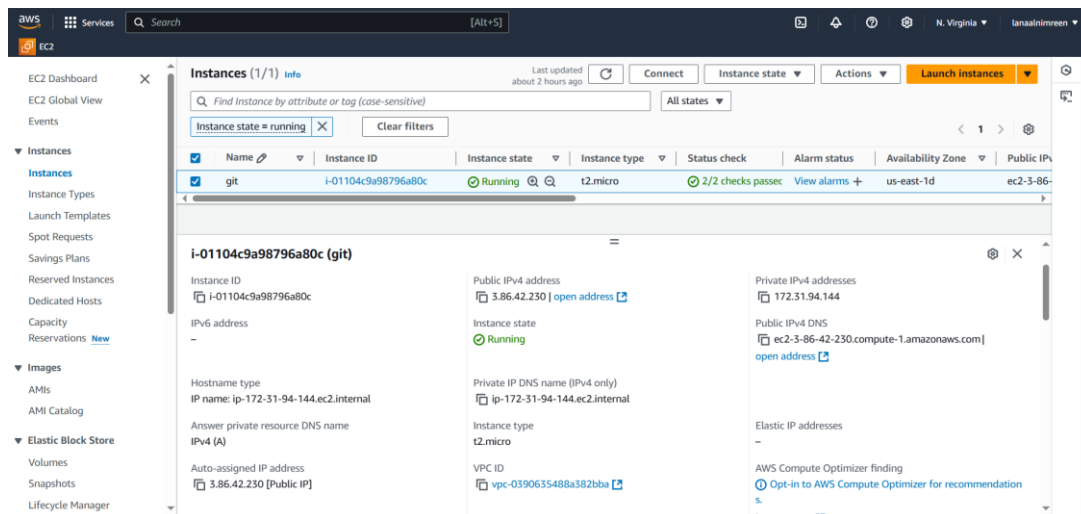 aws Services Search [Alt+S] N. Virginia lanaalnimreen
EC2
EC2 Dashboard
EC2 Global View
Events
Instances
Instances
Instance Types
Launch Templates
Spot Requests
Savings Plans
Reserved Instances
Dedicated Hosts
Capacity
Reservations New
Images
AMIs
AMI Catalog
Elastic Block Store
Volumes
Snapshots
Lifecycle Manager
Instances (1/1) Info
Last updated
about 2 hours ago
Connect Instance state Actions Launch instances
Find Instance by attribute or tag (case-sensitive) All states
Instance state = running Clear filters 1
Name Instance ID Instance state Instance type Status check Alarm status Availability Zone Public IPv
git i-01104c9a98796a80c Running t2.micro 2/2 checks passec View alarms + us-east-1d ec2-3-86-
i-01104c9a98796a80c (git)
Instance ID Public IPv4 address Private IPv4 addresses
i-01104c9a98796a80c 3.86.42.230 | open address 172.31.94.144
IPv6 address Instance state Public IPv4 DNS
– Running ec2-3-86-42-230.compute-1.amazonaws.com |
open address
Hostname type Private IP DNS name (IPv4 only)
IP name: ip-172-31-94-144.ec2.internal ip-172-31-94-144.ec2.internal
Answer private resource DNS name Instance type Elastic IP addresses
IPv4 (A) t2.micro –
Auto-assigned IP address VPC ID AWS Compute Optimizer finding
3.86.42.230 [Public IP] vpc-0390635488a382bba Opt-in to AWS Compute Optimizer for recommendation
s.